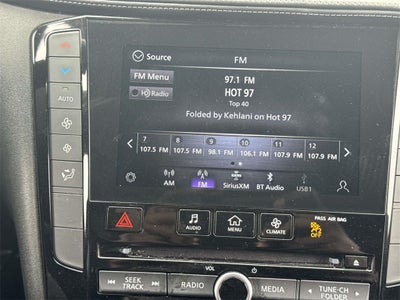 Source
FM
FM Menu
97.1 FM
HD Radio
HOT 97
Top 40
Folded by Kehlani on Hot 97
7 8 9 10 11 12
107.5 FM 107.5 FM 98.1 FM 106.1 FM 107.9 FM 107.9 FM
AM FM SiriusXM BT Audio USB1
AUTO
AUDIO MENU CLIMATE
PASS AIR BAG
OFF
VOL
SEEK TRACK RADIO MEDIA TUNE·CH FOLDER